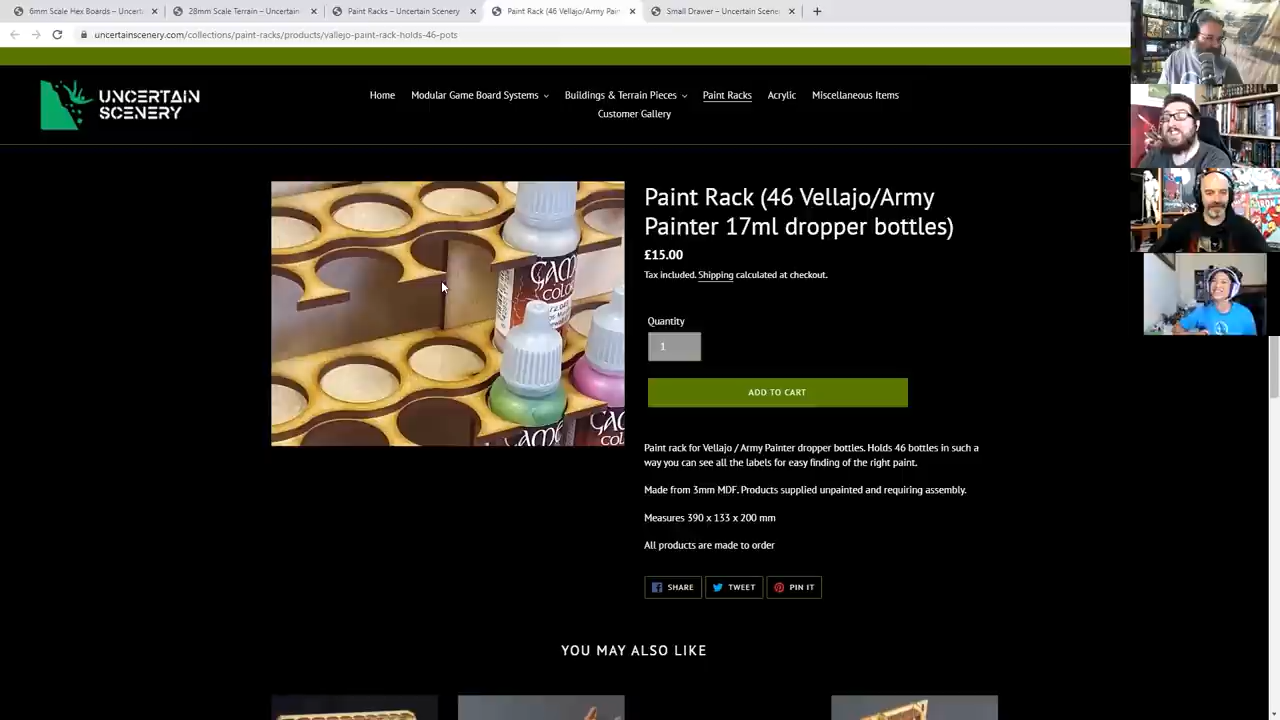 6mm Scale Hex Boards – Uncerta
28mm Scale Terrain – Uncertain
Paint Racks – Uncertain Scenery
Paint Rack (46 Vellajo/Army Pain
Small Drawer – Uncertain Scene
uncertainscenery.com/collections/paint-racks/products/vallejo-paint-rack-holds-46-pots
UNCERTAIN
SCENERY
Home
Modular Game Board Systems
Buildings & Terrain Pieces
Paint Racks
Acrylic
Miscellaneous Items
Customer Gallery
Paint Rack (46 Vellajo/Army
Painter 17ml dropper bottles)
£15.00
Tax included. Shipping calculated at checkout.
Quantity
1
ADD TO CART
Paint rack for Vellajo / Army Painter dropper bottles. Holds 46 bottles in such a
way you can see all the labels for easy finding of the right paint.
Made from 3mm MDF. Products supplied unpainted and requiring assembly.
Measures 390 x 133 x 200 mm
All products are made to order
SHARE
TWEET
PIN IT
YOU MAY ALSO LIKE
GAME
COLO
GAME
CO